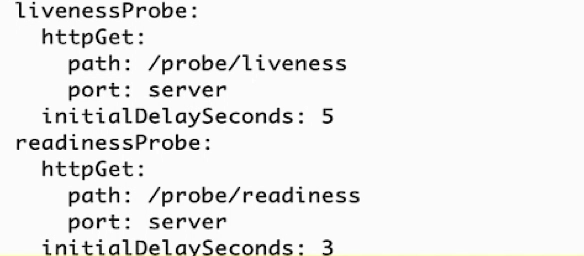 livenessProbe:
  httpGet:
    path: /probe/liveness
    port: server
  initialDelaySeconds: 5
readinessProbe:
  httpGet:
    path: /probe/readiness
    port: server
  initialDelaySeconds: 3